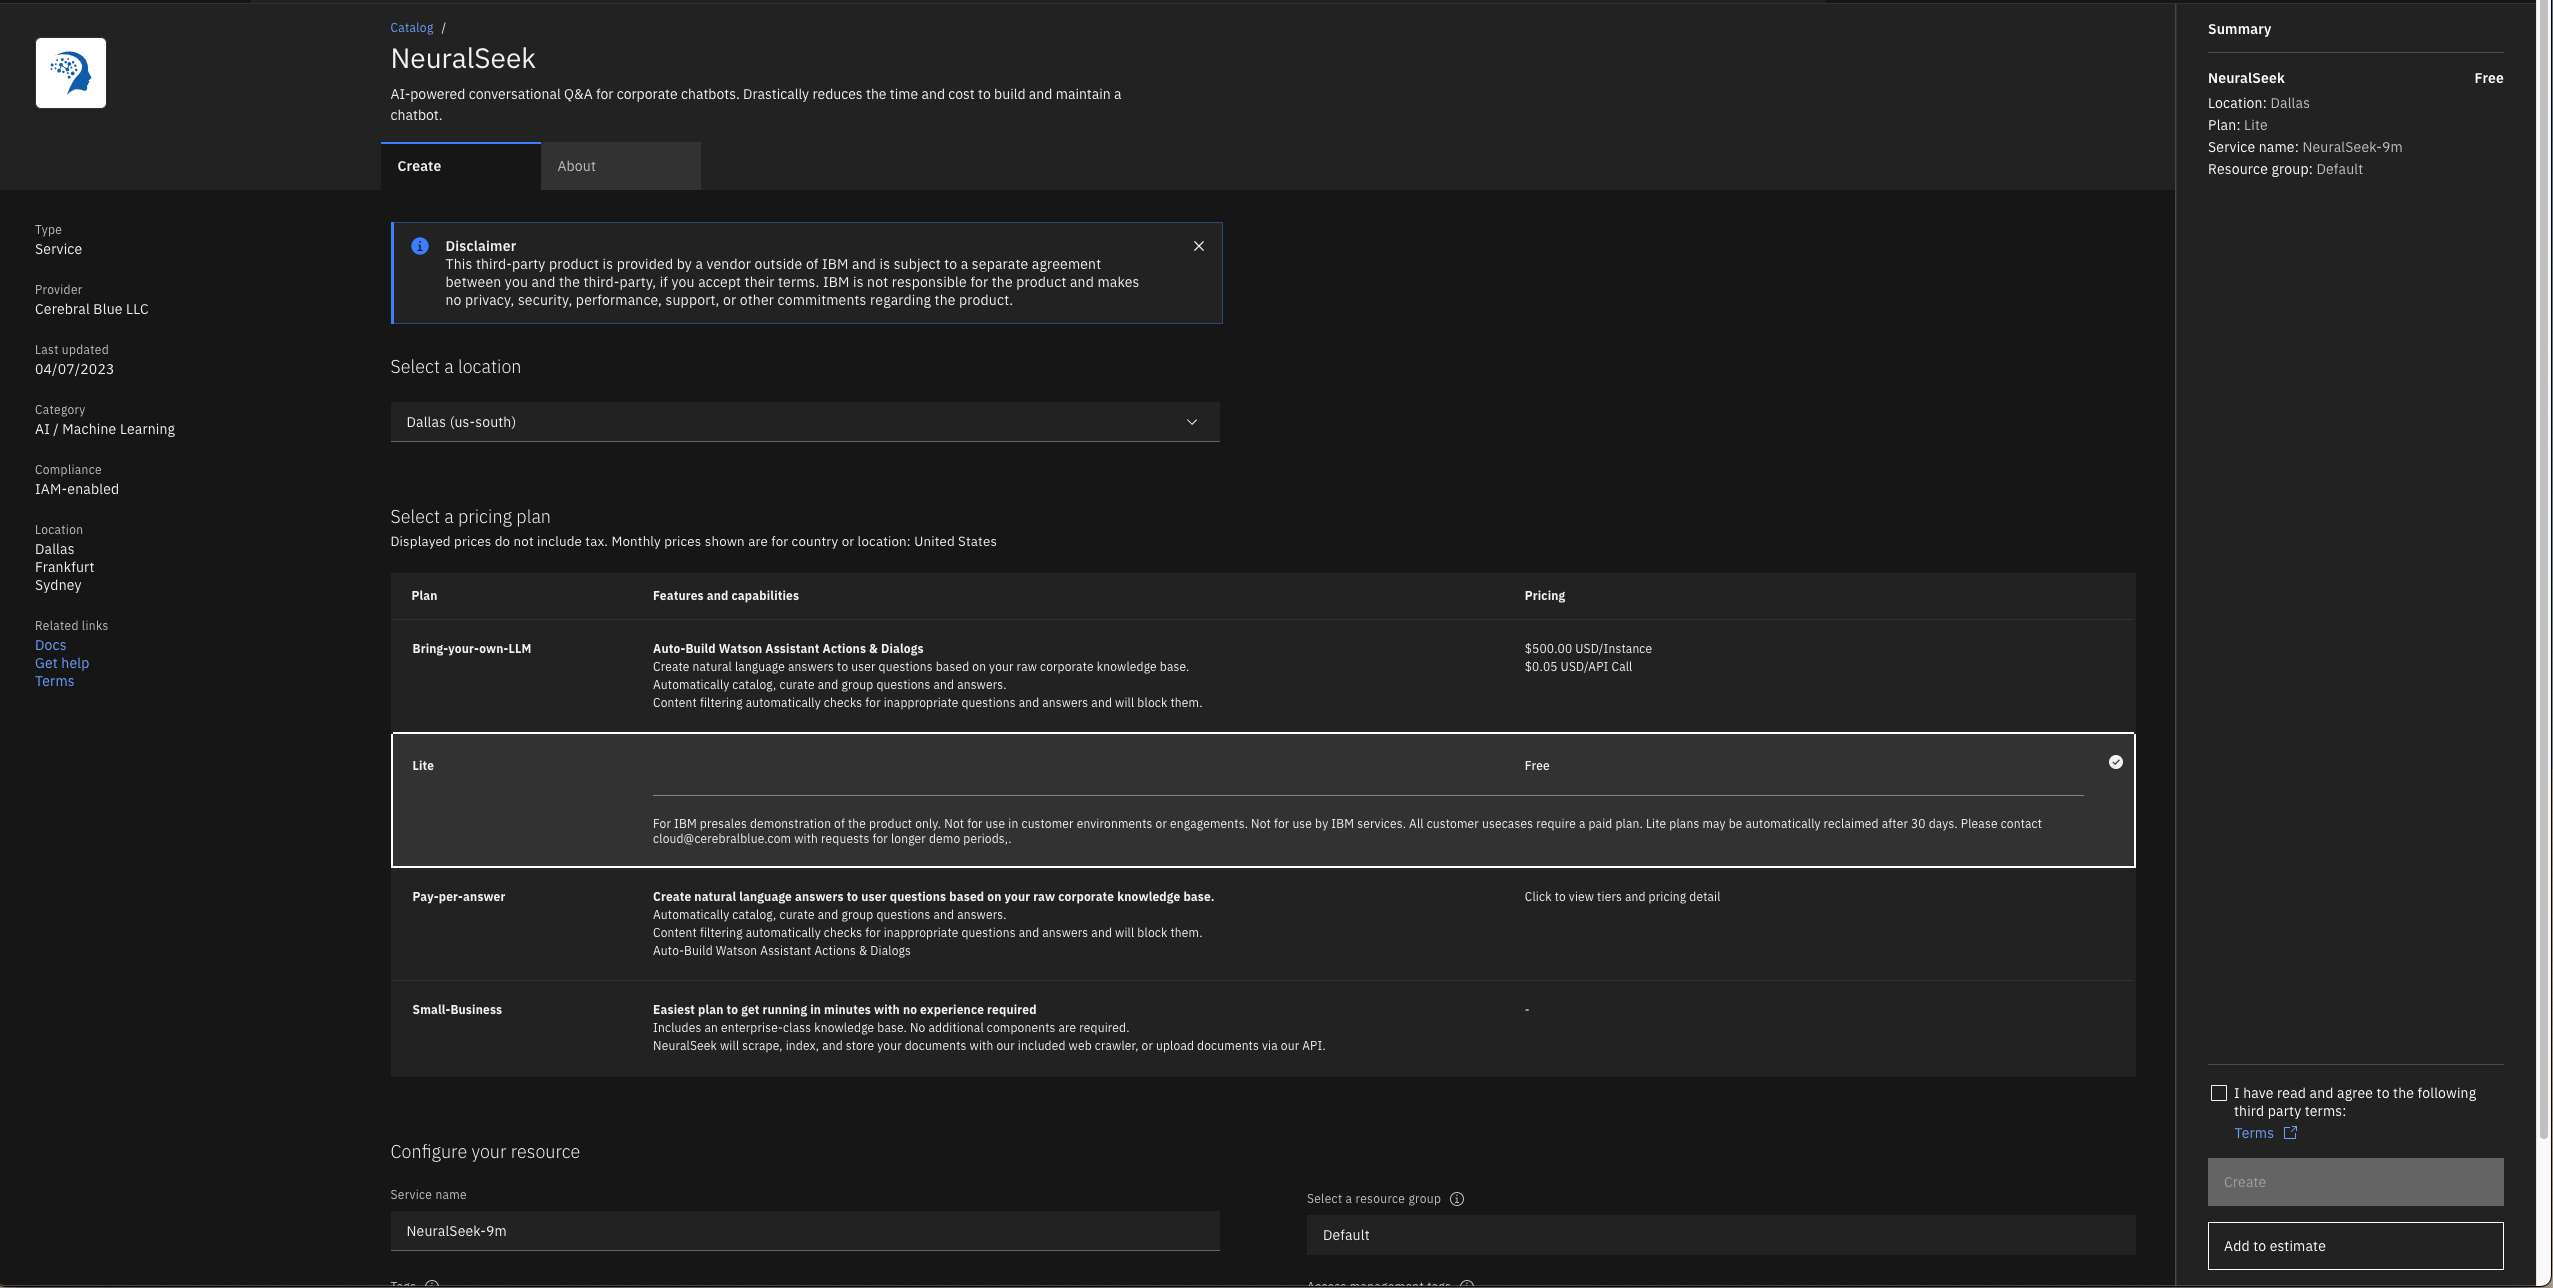 Catalog /
NeuralSeek
AI-powered conversational Q&A for corporate chatbots. Drastically reduces the time and cost to build and maintain a
chatbot.
Create
About
Type
Service
Provider
Cerebral Blue LLC
Last updated
04/07/2023
Category
AI / Machine Learning
Compliance
IAM-enabled
Location
Dallas
Frankfurt
Sydney
Related links
Docs
Get help
Terms
Disclaimer
This third-party product is provided by a vendor outside of IBM and is subject to a separate agreement
between you and the third-party, if you accept their terms. IBM is not responsible for the product and makes
no privacy, security, performance, support, or other commitments regarding the product.
Select a location
Dallas (us-south)
Select a pricing plan
Displayed prices do not include tax. Monthly prices shown are for country or location: United States
Plan
Features and capabilities
Pricing
Bring-your-own-LLM
Auto-Build Watson Assistant Actions & Dialogs
Create natural language answers to user questions based on your raw corporate knowledge base.
Automatically catalog, curate and group questions and answers.
Content filtering automatically checks for inappropriate questions and answers and will block them.
$500.00 USD/Instance
$0.05 USD/API Call
Lite
Free
For IBM presales demonstration of the product only. Not for use in customer environments or engagements. Not for use by IBM services. All customer usecases require a paid plan. Lite plans may be automatically reclaimed after 30 days. Please contact
cloud@cerebralblue.com with requests for longer demo periods,.
Pay-per-answer
Create natural language answers to user questions based on your raw corporate knowledge base.
Automatically catalog, curate and group questions and answers.
Content filtering automatically checks for inappropriate questions and answers and will block them.
Auto-Build Watson Assistant Actions & Dialogs
Click to view tiers and pricing detail
Small-Business
Easiest plan to get running in minutes with no experience required
Includes an enterprise-class knowledge base. No additional components are required.
NeuralSeek will scrape, index, and store your documents with our included web crawler, or upload documents via our API.
-
Configure your resource
Service name
NeuralSeek-9m
Select a resource group
Default
Tags
Access management tags
Summary
NeuralSeek
Free
Location: Dallas
Plan: Lite
Service name: NeuralSeek-9m
Resource group: Default
I have read and agree to the following
third party terms:
Terms
Create
Add to estimate